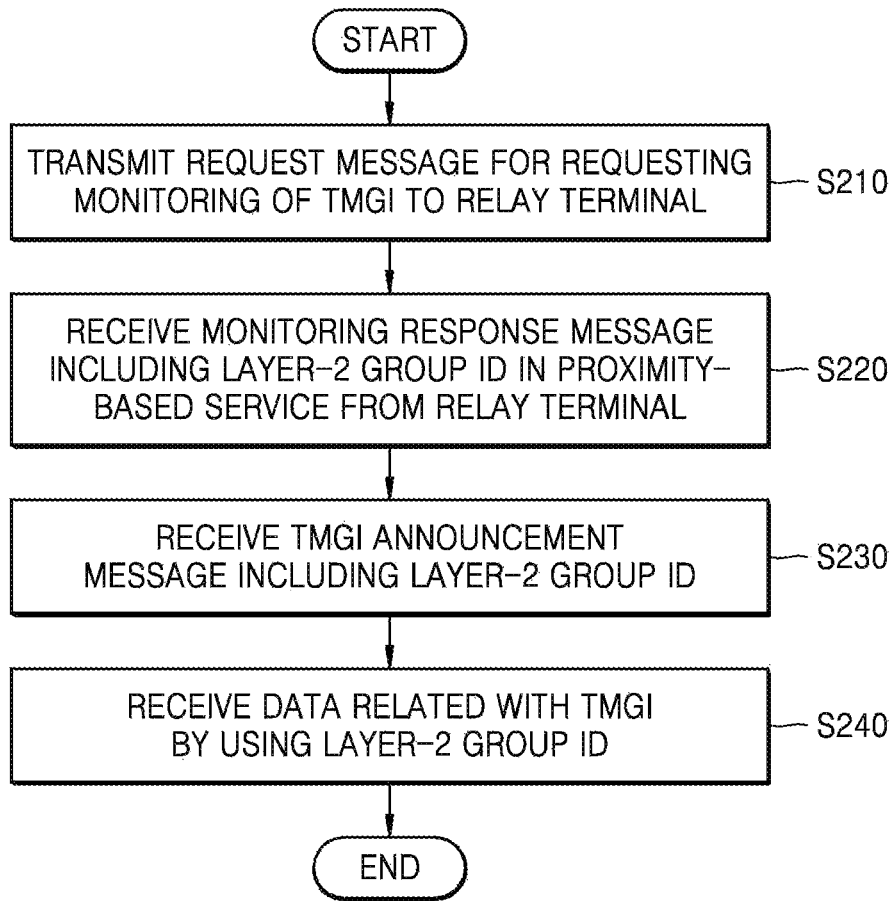 START
TRANSMIT REQUEST MESSAGE FOR REQUESTING
MONITORING OF TMGI TO RELAY TERMINAL
S210
RECEIVE MONITORING RESPONSE MESSAGE
INCLUDING LAYER-2 GROUP ID IN PROXIMITY-
BASED SERVICE FROM RELAY TERMINAL
S220
RECEIVE TMGI ANNOUNCEMENT
MESSAGE INCLUDING LAYER-2 GROUP ID
S230
RECEIVE DATA RELATED WITH TMGI
BY USING LAYER-2 GROUP ID
S240
END